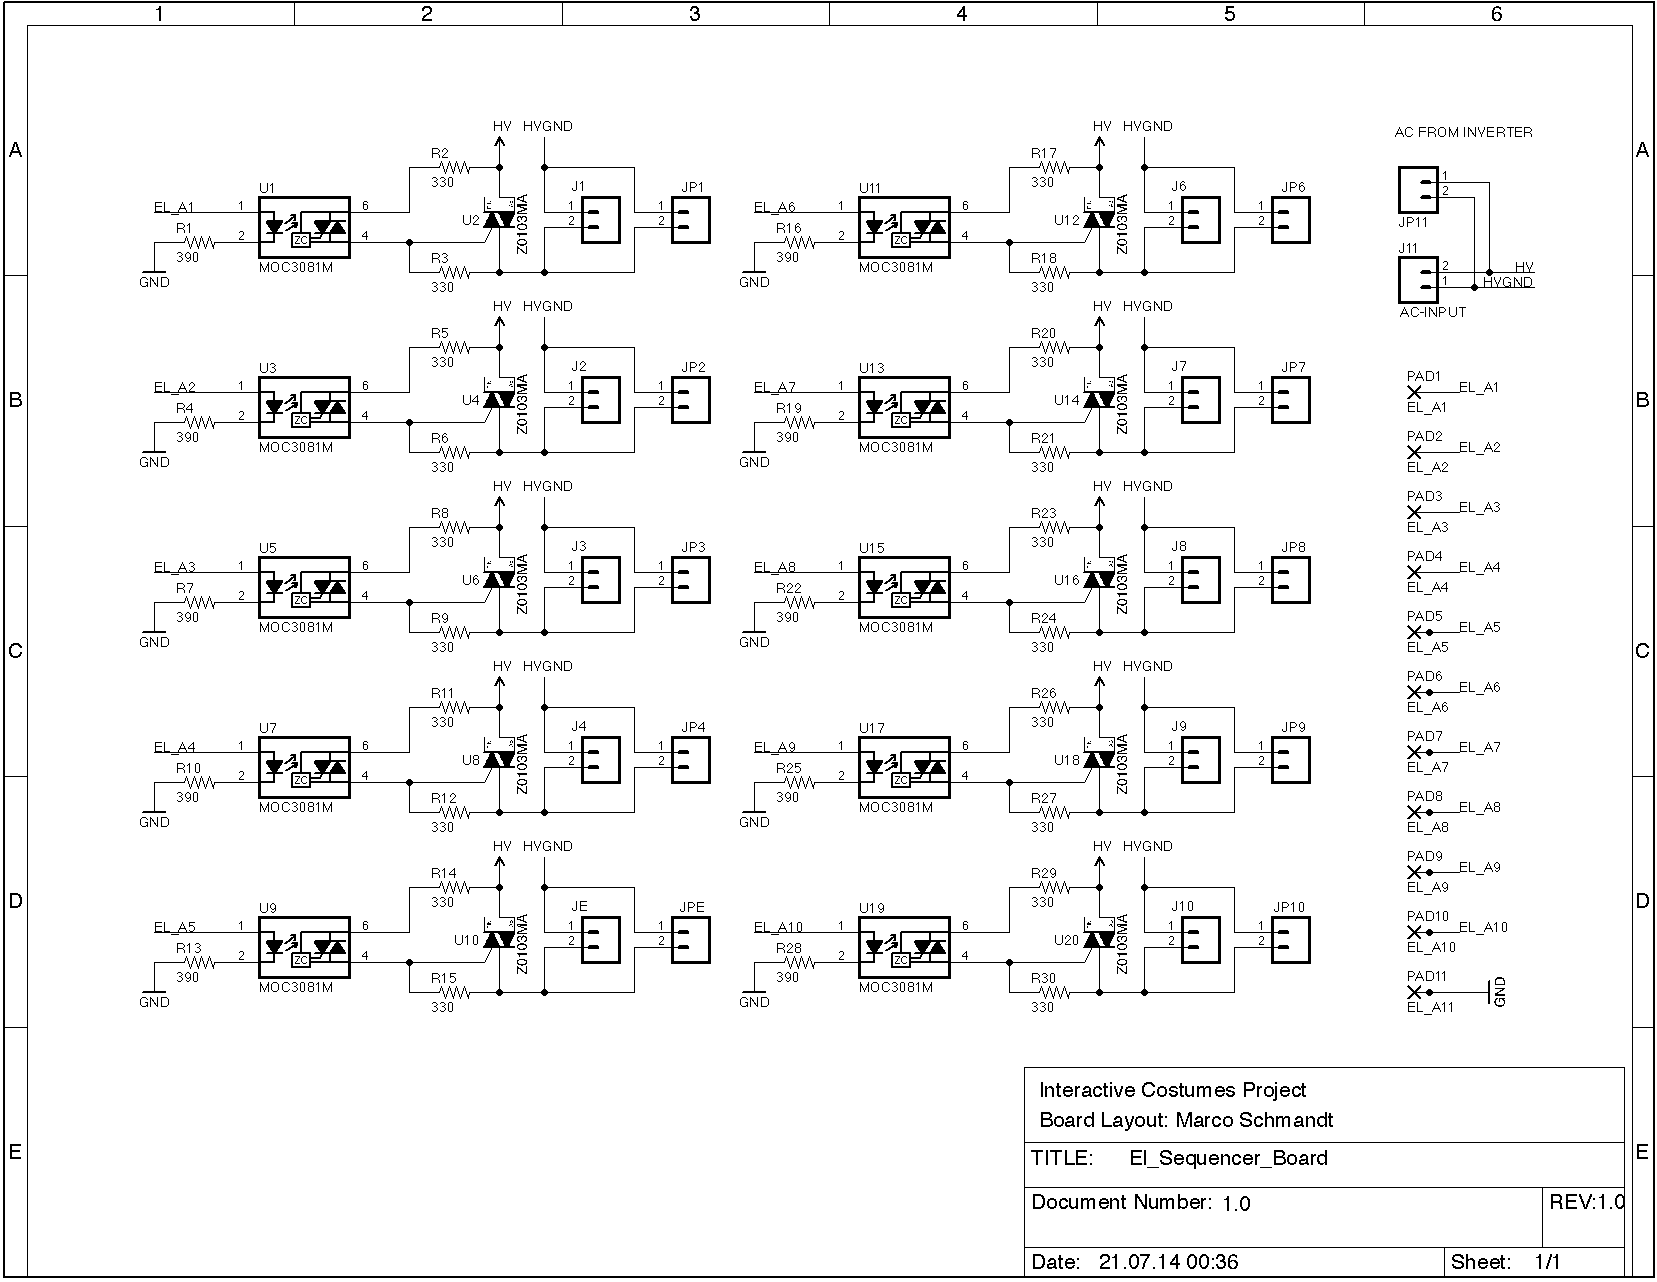 1 2 3 4 5 6
A
B
C
D
E
HV HVGND
R2
330
U1
EL_A1 1
R1 2
390
GND
ZC
MOC3081M
6
4
U2
Z0103MA
R3
330
J1
1
2
JP1
1
2
HV HVGND
R17
330
U11
EL_A6 1
R16 2
390
GND
ZC
MOC3081M
6
4
U12
Z0103MA
R18
330
J6
1
2
JP6
1
2
HV HVGND
R5
330
U3
EL_A2 1
R4 2
390
GND
ZC
MOC3081M
6
4
U4
Z0103MA
R6
330
J2
1
2
JP2
1
2
HV HVGND
R20
330
U13
EL_A7 1
R19 2
390
GND
ZC
MOC3081M
6
4
U14
Z0103MA
R21
330
J7
1
2
JP7
1
2
HV HVGND
R8
330
U5
EL_A3 1
R7 2
390
GND
ZC
MOC3081M
6
4
U6
Z0103MA
R9
330
J3
1
2
JP3
1
2
HV HVGND
R23
330
U15
EL_A8 1
R22 2
390
GND
ZC
MOC3081M
6
4
U16
Z0103MA
R24
330
J8
1
2
JP8
1
2
HV HVGND
R11
330
U7
EL_A4 1
R10 2
390
GND
ZC
MOC3081M
6
4
U8
Z0103MA
R12
330
J4
1
2
JP4
1
2
HV HVGND
R26
330
U17
EL_A9 1
R25 2
390
GND
ZC
MOC3081M
6
4
U18
Z0103MA
R27
330
J9
1
2
JP9
1
2
HV HVGND
R14
330
U9
EL_A5 1
R13 2
390
GND
ZC
MOC3081M
6
4
U10
Z0103MA
R15
330
JE
1
2
JPE
1
2
HV HVGND
R29
330
U19
EL_A10 1
R28 2
390
GND
ZC
MOC3081M
6
4
U20
Z0103MA
R30
330
J10
1
2
JP10
1
2
AC FROM INVERTER
1
2
JP11
J11
2 HV
1 HVGND
AC-INPUT
PAD1
EL_A1
EL_A1
PAD2
EL_A2
EL_A2
PAD3
EL_A3
EL_A3
PAD4
EL_A4
EL_A4
PAD5
EL_A5
EL_A5
PAD6
EL_A6
EL_A6
PAD7
EL_A7
EL_A7
PAD8
EL_A8
EL_A8
PAD9
EL_A9
EL_A9
PAD10
EL_A10
EL_A10
PAD11
GND
EL_A11
A
B
C
D
E
Interactive Costumes Project
Board Layout: Marco Schmandt
TITLE: El_Sequencer_Board
Document Number: 1.0
REV:1.0
Date: 21.07.14 00:36
Sheet: 1/1